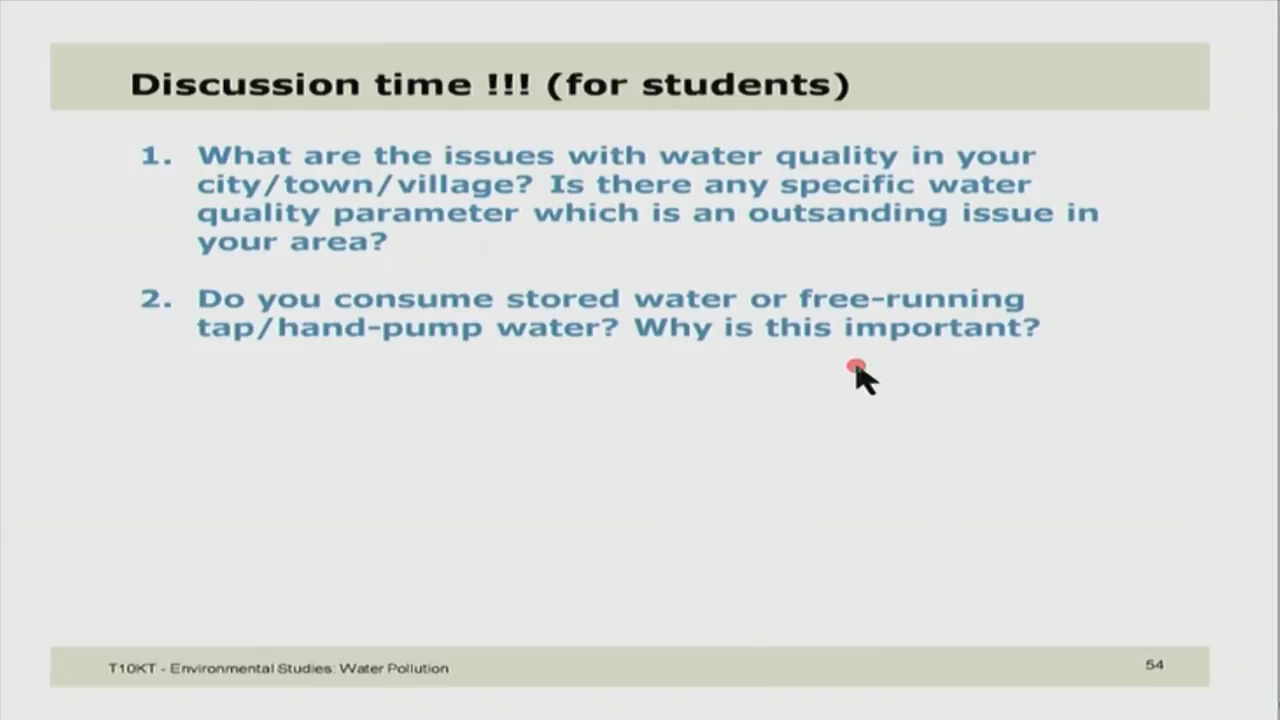 Discussion time !!! (for students)
1. What are the issues with water quality in your
city/town/village? Is there any specific water
quality parameter which is an outsanding issue in
your area?
2. Do you consume stored water or free-running
tap/hand-pump water? Why is this important?
T10KT - Environmental Studies: Water Pollution
54